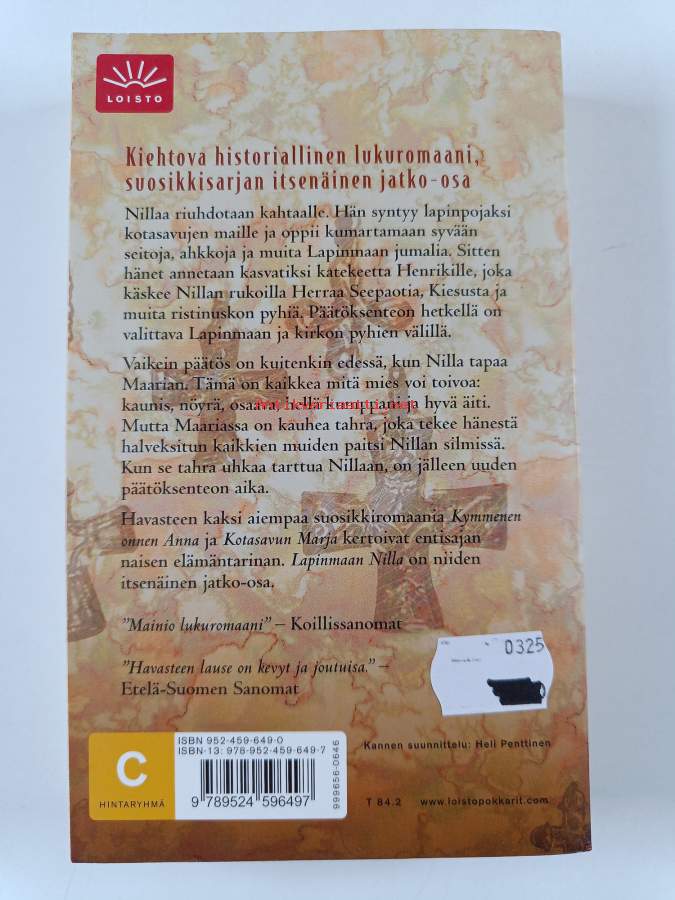 LOISTO
Kiehtova historiallinen lukuromaani,
suosikkisarjan itsenäinen jatko-osa
Nillaa riuhdotaan kahtaalle. Hän syntyy lapinpojaksi
kotasavujen maille ja oppii kumartamaan syvään
seitoja, ahkkoja ja muita Lapinmaan jumalia. Sitten
hänet annetaan kasvatiksi katekeetta Henrikille, joka
käskee Nillan rukoilla Herraa Seepaotia, Kiesusta ja
muita ristinuskon pyhiä. Päätöksenteon hetkellä on
valittava Lapinmaan ja kirkon pyhien välillä.
Vaikein päätös on kuitenkin edessä, kun Nilla tapaa
Maarian. Tämä on kaikkea mitä mies voi toivoa:
kaunis, nöyrä, osaava, hellä kumppani ja hyvä äiti.
Mutta Maariassa on kauhea tahra, joka tekee hänestä
halveksitun kaikkien muiden paitsi Nillan silmissä.
Kun se tahra uhkaa tarttua Nillaan, on jälleen uuden
päätöksenteon aika.
Havasteen kaksi aiempaa suosikkiromaania Kymmenen
onnen Anna ja Kotasavun Marja kertoivat entisajan
naisen elämäntarinan. Lapinmaan Nilla on niiden
itsenäinen jatko-osa.
"Mainio lukuromaani" – Koillissanomat
0325
"Havasteen lause on kevyt ja joutuisa." –
Etelä-Suomen Sanomat
C
HINTARYHMÄ
ISBN 952-459-649-0
ISBN-13: 978-952-459-649-7
9 789524 596497
999656-0646
Kannen suunnittelu: Heli Penttinen
T 84.2 www.loistopokkarit.com